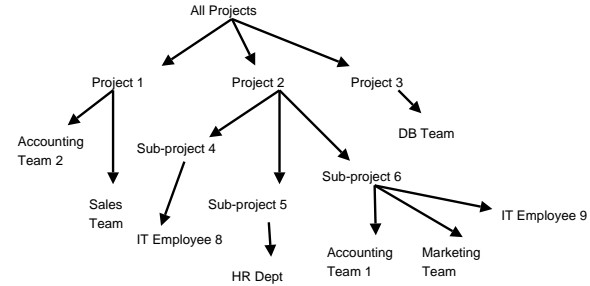 All Projects
Project 1
Project 2
Project 3
DB Team
Accounting
Team 2
Sub-project 4
Sub-project 6
Sales
Team
Sub-project 5
IT Employee 9
IT Employee 8
Accounting
Team 1
Marketing
Team
HR Dept